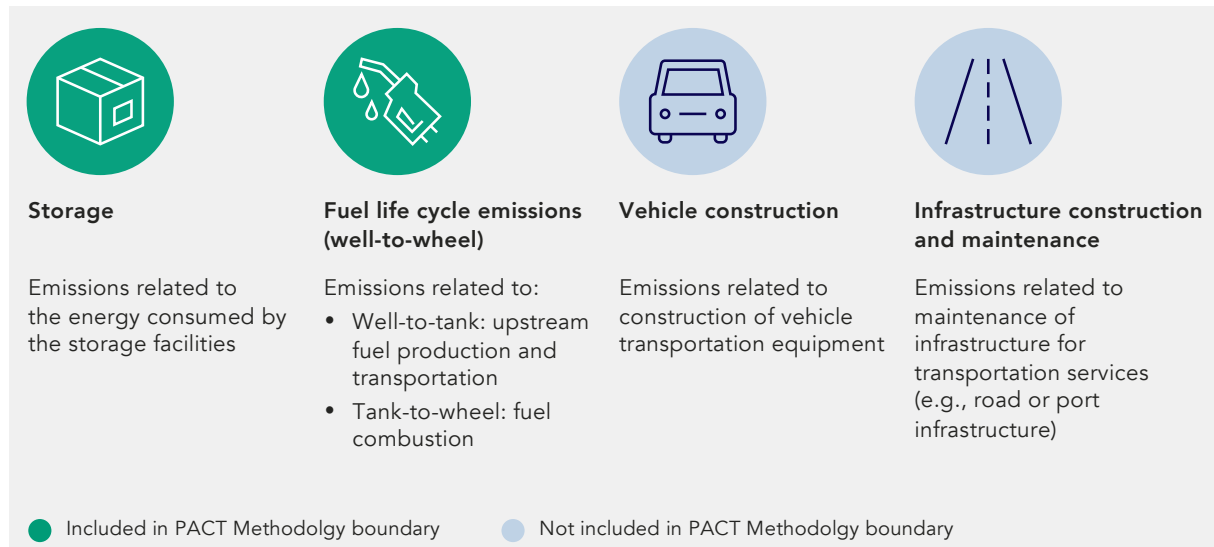 Storage
Emissions related to
the energy consumed by
the storage facilities
Fuel life cycle emissions
(well-to-wheel)
Emissions related to:
• Well-to-tank: upstream
fuel production and
transportation
• Tank-to-wheel: fuel
combustion
Vehicle construction
Emissions related to
construction of vehicle
transportation equipment
Infrastructure construction
and maintenance
Emissions related to
maintenance of
infrastructure for
transportation services
(e.g., road or port
infrastructure)
Included in PACT Methodolgy boundary
Not included in PACT Methodolgy boundary